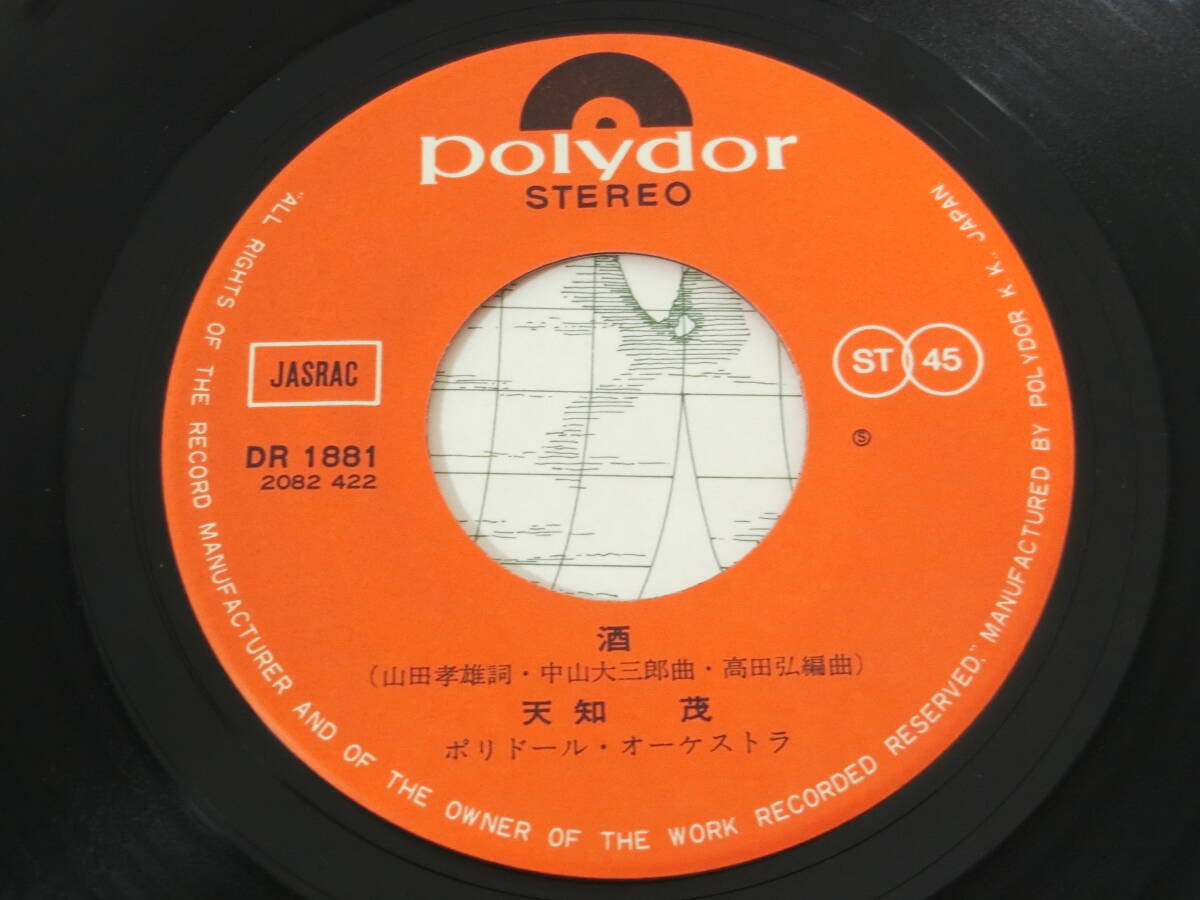 polydor
STEREO
JASRAC
ST 45
DR 1881
2082 422
Ⓢ
酒
(山田孝雄詞・中山大三郎曲・高田弘編曲)
天知 茂
ポリドール・オーケストラ
"ALL RIGHTS OF THE RECORD MANUFACTURER AND OF THE OWNER OF THE WORK RECORDED RESERVED." MANUFACTURED BY POLYDOR K K., JAPAN